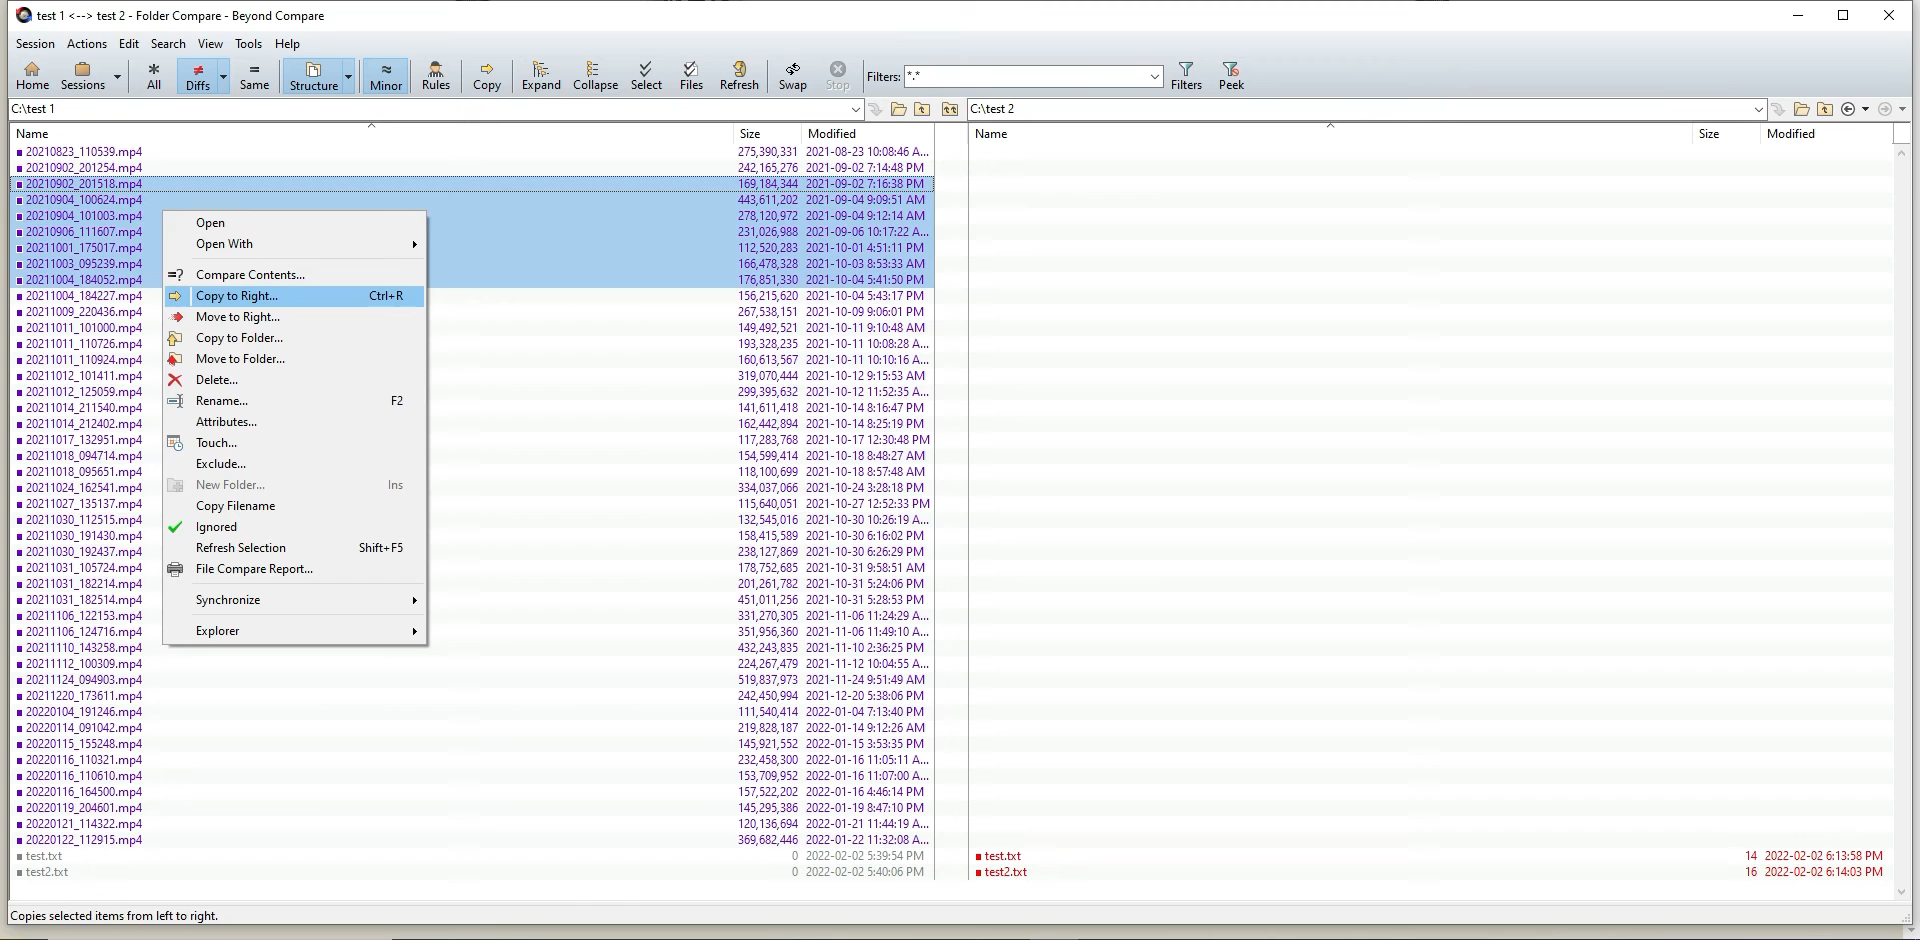 test 1 <--> test 2 - Folder Compare - Beyond Compare
Session Actions Edit Search View Tools Help
Home Sessions All Diffs Same Structure Minor Rules Copy Expand Collapse Select Files Refresh Swap Stop Filters: *.* Filters Peek
C:\test 1 C:\test 2
Name Size Modified Name Size Modified
20210823_110539.mp4 275,390,331 2021-08-23 10:08:46 A...
20210902_201254.mp4 242,165,276 2021-09-02 7:14:48 PM
20210902_201518.mp4 169,184,344 2021-09-02 7:16:38 PM
20210904_100624.mp4 443,611,202 2021-09-04 9:09:51 AM
20210904_101003.mp4 278,120,972 2021-09-04 9:12:14 AM
20210906_111607.mp4 231,026,988 2021-09-06 10:17:22 A...
20211001_175017.mp4 112,520,283 2021-10-01 4:51:11 PM
20211003_095239.mp4 166,478,328 2021-10-03 8:53:33 AM
20211004_184052.mp4 176,851,330 2021-10-04 5:41:50 PM
20211004_184227.mp4 156,215,620 2021-10-04 5:43:17 PM
20211009_220436.mp4 267,538,151 2021-10-09 9:06:01 PM
20211011_101000.mp4 149,492,521 2021-10-11 9:10:48 AM
20211011_110726.mp4 193,328,235 2021-10-11 10:08:28 A...
20211011_110924.mp4 160,613,567 2021-10-11 10:10:16 A...
20211012_101411.mp4 319,070,444 2021-10-12 9:15:53 AM
20211012_125059.mp4 299,395,632 2021-10-12 11:52:35 A...
20211014_211540.mp4 141,611,418 2021-10-14 8:16:47 PM
20211014_212402.mp4 162,442,894 2021-10-14 8:25:19 PM
20211017_132951.mp4 117,283,768 2021-10-17 12:30:48 PM
20211018_094714.mp4 154,599,414 2021-10-18 8:48:27 AM
20211018_095651.mp4 118,100,699 2021-10-18 8:57:48 AM
20211024_162541.mp4 334,037,066 2021-10-24 3:28:18 PM
20211027_135137.mp4 115,640,051 2021-10-27 12:52:33 PM
20211030_112515.mp4 132,545,016 2021-10-30 10:26:19 A...
20211030_191430.mp4 158,415,589 2021-10-30 6:16:02 PM
20211030_192437.mp4 238,127,869 2021-10-30 6:26:29 PM
20211031_105724.mp4 178,752,685 2021-10-31 9:58:51 AM
20211031_182214.mp4 201,261,782 2021-10-31 5:24:06 PM
20211031_182514.mp4 451,011,256 2021-10-31 5:28:53 PM
20211106_122153.mp4 331,270,305 2021-11-06 11:24:29 A...
20211106_124716.mp4 351,956,360 2021-11-06 11:49:10 A...
20211110_143258.mp4 432,243,835 2021-11-10 2:36:25 PM
20211112_100309.mp4 224,267,479 2021-11-12 10:04:55 A...
20211124_094903.mp4 519,837,973 2021-11-24 9:51:49 AM
20211220_173611.mp4 242,450,994 2021-12-20 5:38:06 PM
20220104_191246.mp4 111,540,414 2022-01-04 7:13:40 PM
20220114_091042.mp4 219,828,187 2022-01-14 9:12:26 AM
20220115_155248.mp4 145,921,552 2022-01-15 3:53:35 PM
20220116_110321.mp4 232,458,300 2022-01-16 11:05:11 A...
20220116_110610.mp4 153,709,952 2022-01-16 11:07:00 A...
20220116_164500.mp4 157,522,202 2022-01-16 4:46:14 PM
20220119_204601.mp4 145,295,386 2022-01-19 8:47:10 PM
20220121_114322.mp4 120,136,694 2022-01-21 11:44:19 A...
20220122_112915.mp4 369,682,446 2022-01-22 11:32:08 A...
test.txt 0 2022-02-02 5:39:54 PM test.txt 14 2022-02-02 6:13:58 PM
test2.txt 0 2022-02-02 5:40:06 PM test2.txt 16 2022-02-02 6:14:03 PM
Open
Open With
Compare Contents...
Copy to Right... Ctrl+R
Move to Right...
Copy to Folder...
Move to Folder...
Delete...
Rename... F2
Attributes...
Touch...
Exclude...
New Folder... Ins
Copy Filename
Ignored
Refresh Selection Shift+F5
File Compare Report...
Synchronize
Explorer
Copies selected items from left to right.